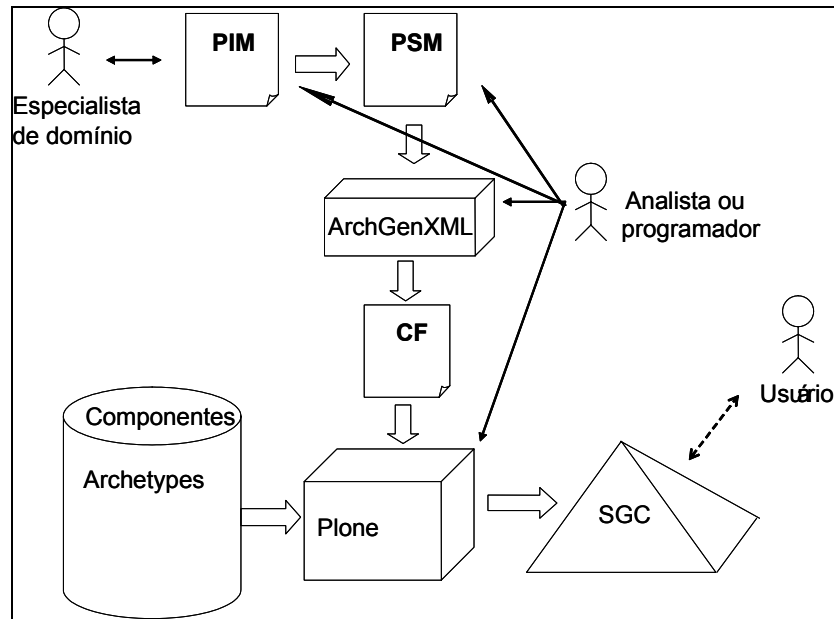 PIM
PSM
Especialista
de domínio
ArchGenXML
Analista ou
programador
CF
Usuário
Componentes
Archetypes
Plone
SGC